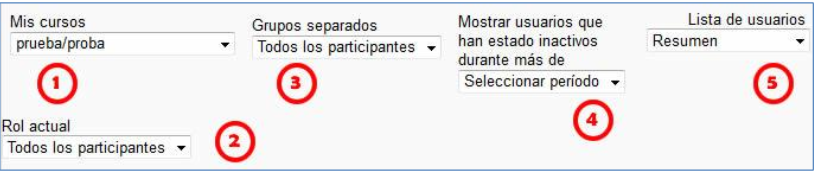 Mis cursos
prueba/proba
1
Grupos separados
Todos los participantes
3
Mostrar usuarios que
han estado inactivos
durante más de
Seleccionar período
4
Lista de usuarios
Resumen
5
Rol actual
Todos los participantes
2